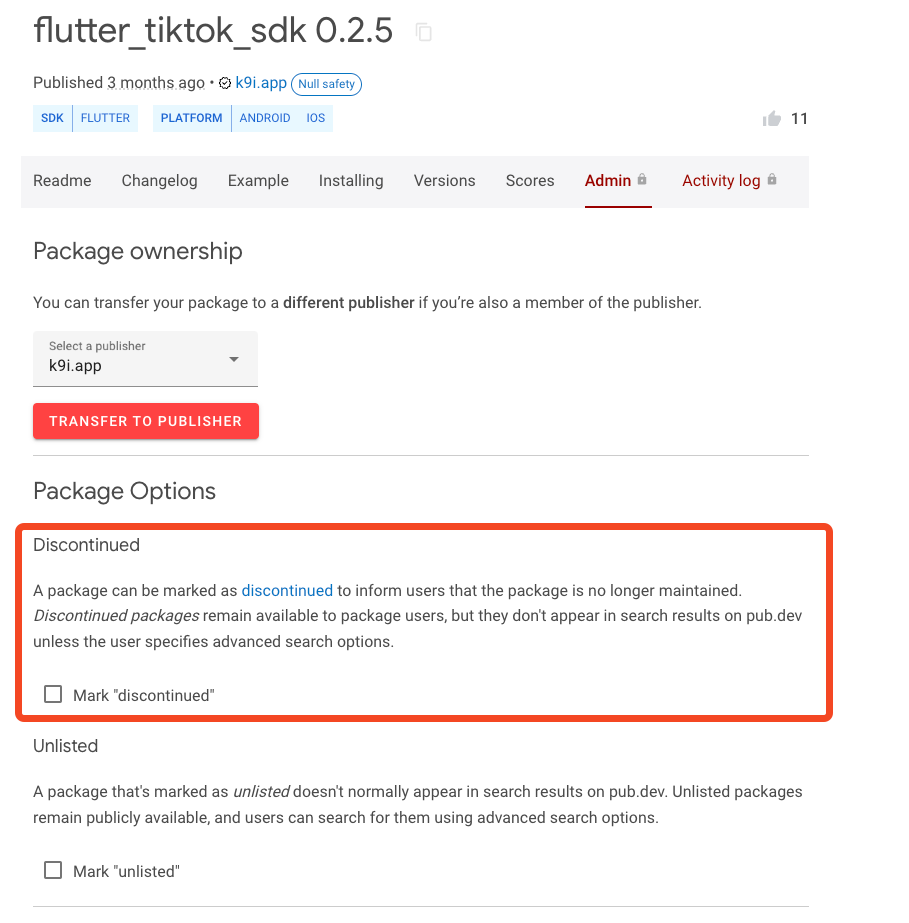 flutter_tiktok_sdk 0.2.5
Published 3 months ago • k9i.app Null safety
SDK FLUTTER PLATFORM ANDROID IOS 11
Readme Changelog Example Installing Versions Scores Admin Activity log
Package ownership
You can transfer your package to a different publisher if you’re also a member of the publisher.
Select a publisher
k9i.app
TRANSFER TO PUBLISHER
Package Options
Discontinued
A package can be marked as discontinued to inform users that the package is no longer maintained.
Discontinued packages remain available to package users, but they don't appear in search results on pub.dev
unless the user specifies advanced search options.
Mark "discontinued"
Unlisted
A package that's marked as unlisted doesn't normally appear in search results on pub.dev. Unlisted packages
remain publicly available, and users can search for them using advanced search options.
Mark "unlisted"